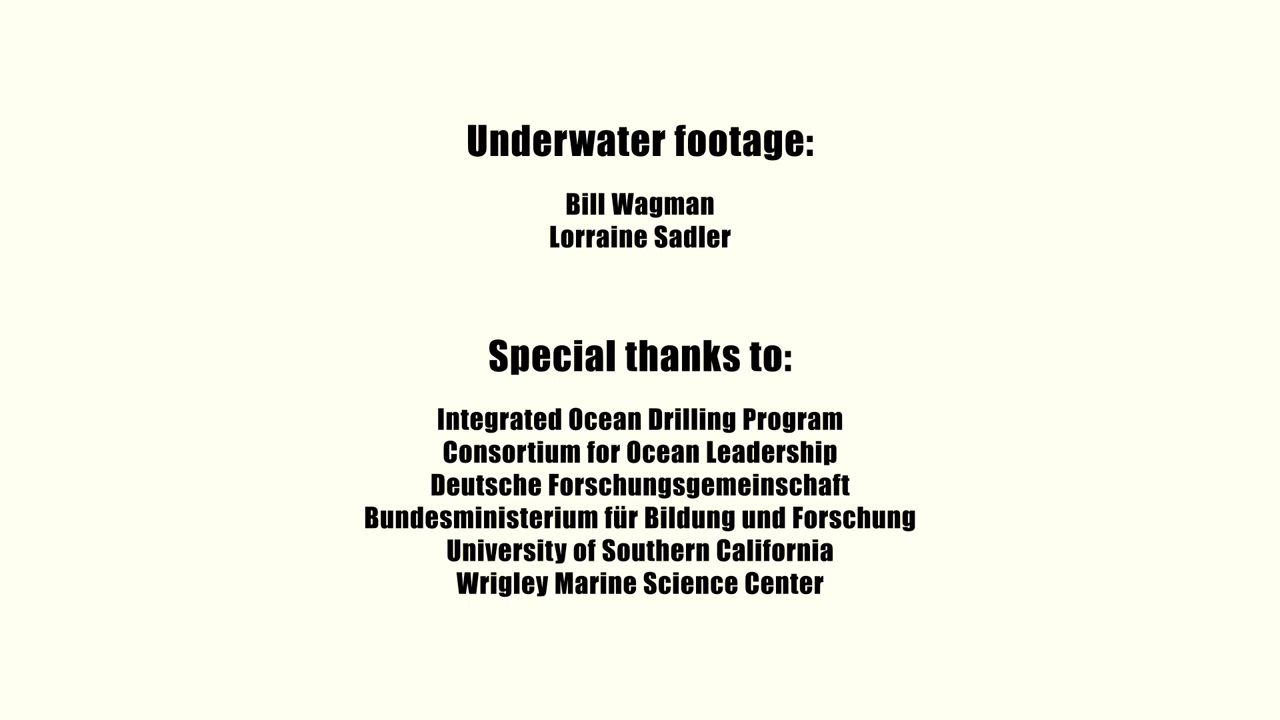 Underwater footage:
Bill Wagman
Lorraine Sadler
Special thanks to:
Integrated Ocean Drilling Program
Consortium for Ocean Leadership
Deutsche Forschungsgemeinschaft
Bundesministerium für Bildung und Forschung
University of Southern California
Wrigley Marine Science Center